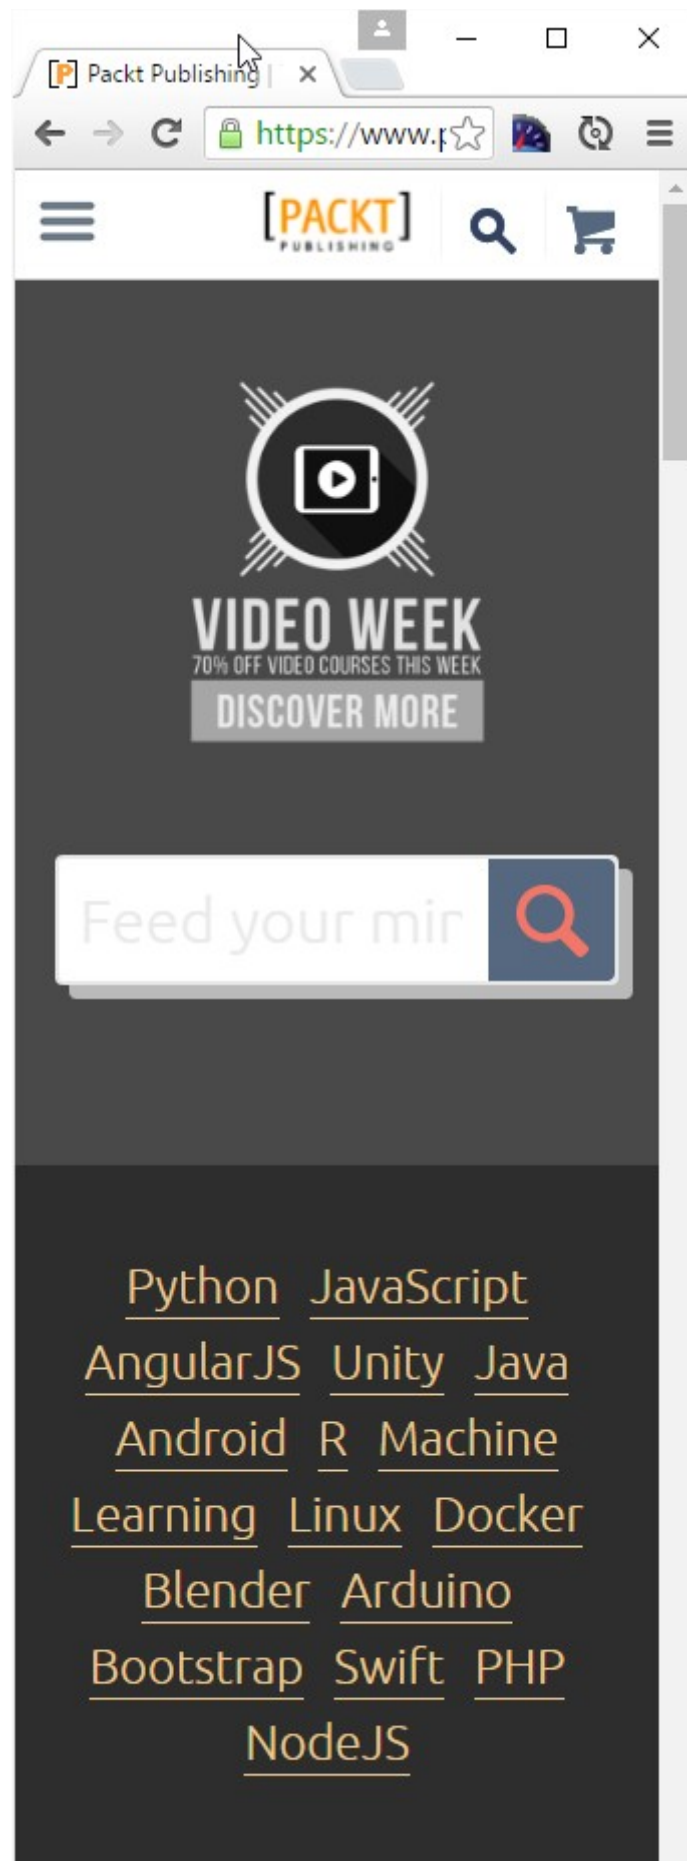 [P] Packt Publishing |
https://www.p
[PACKT]
PUBLISHING
VIDEO WEEK
70% OFF VIDEO COURSES THIS WEEK
DISCOVER MORE
Feed your mir
Python JavaScript
AngularJS Unity Java
Android R Machine
Learning Linux Docker
Blender Arduino
Bootstrap Swift PHP
NodeJS